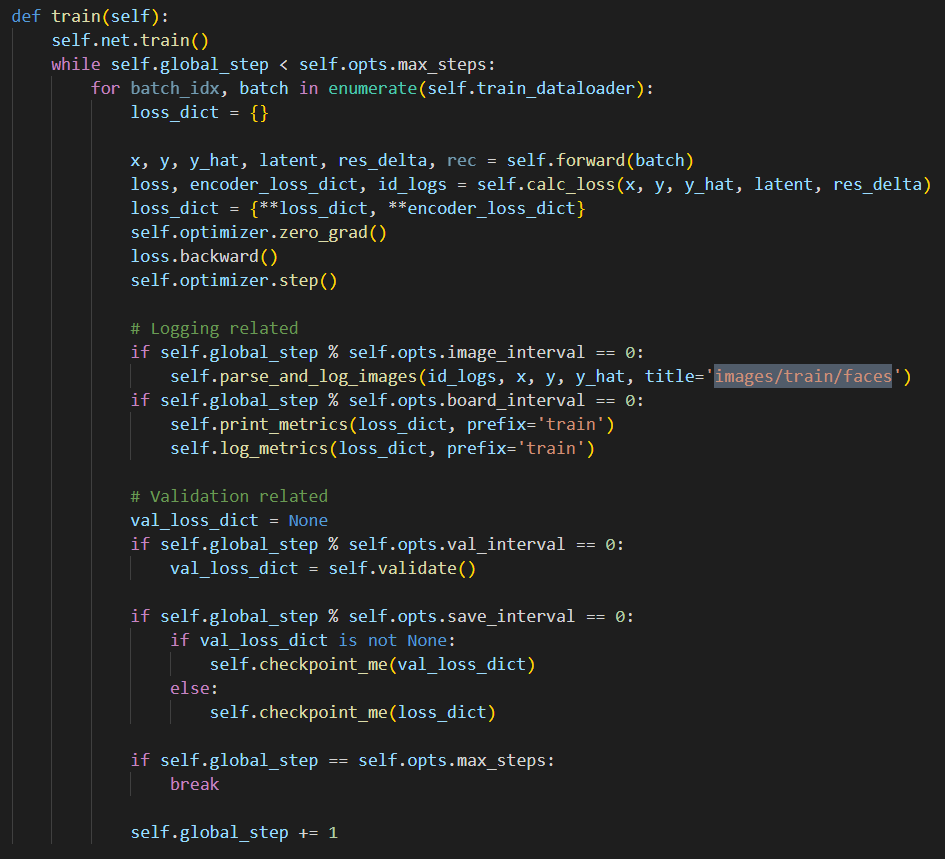 def train(self):
    self.net.train()
    while self.global_step < self.opts.max_steps:
        for batch_idx, batch in enumerate(self.train_dataloader):
            loss_dict = {}

            x, y, y_hat, latent, res_delta, rec = self.forward(batch)
            loss, encoder_loss_dict, id_logs = self.calc_loss(x, y, y_hat, latent, res_delta)
            loss_dict = {**loss_dict, **encoder_loss_dict}
            self.optimizer.zero_grad()
            loss.backward()
            self.optimizer.step()

            # Logging related
            if self.global_step % self.opts.image_interval == 0:
                self.parse_and_log_images(id_logs, x, y, y_hat, title='images/train/faces')
            if self.global_step % self.opts.board_interval == 0:
                self.print_metrics(loss_dict, prefix='train')
                self.log_metrics(loss_dict, prefix='train')

            # Validation related
            val_loss_dict = None
            if self.global_step % self.opts.val_interval == 0:
                val_loss_dict = self.validate()

            if self.global_step % self.opts.save_interval == 0:
                if val_loss_dict is not None:
                    self.checkpoint_me(val_loss_dict)
                else:
                    self.checkpoint_me(loss_dict)

            if self.global_step == self.opts.max_steps:
                break

            self.global_step += 1